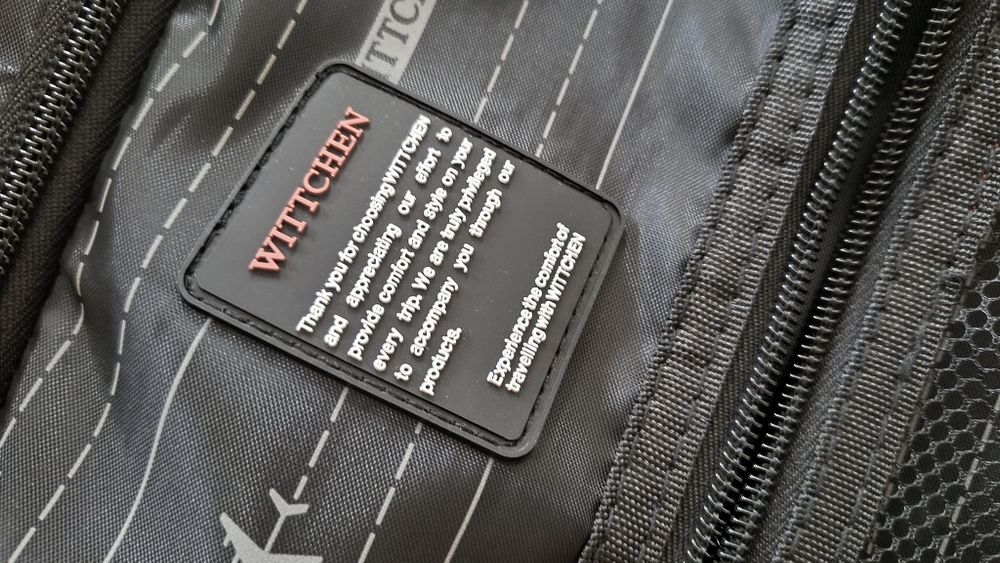 WITTCHEN
Thank you for choosing WITTCHEN
and appreciating our effort to
provide comfort and Style on your
every trip. We are truly privileged
to accompany you through our
products.
Experience the comfort of
travelling with WITTCHEN
TTCH